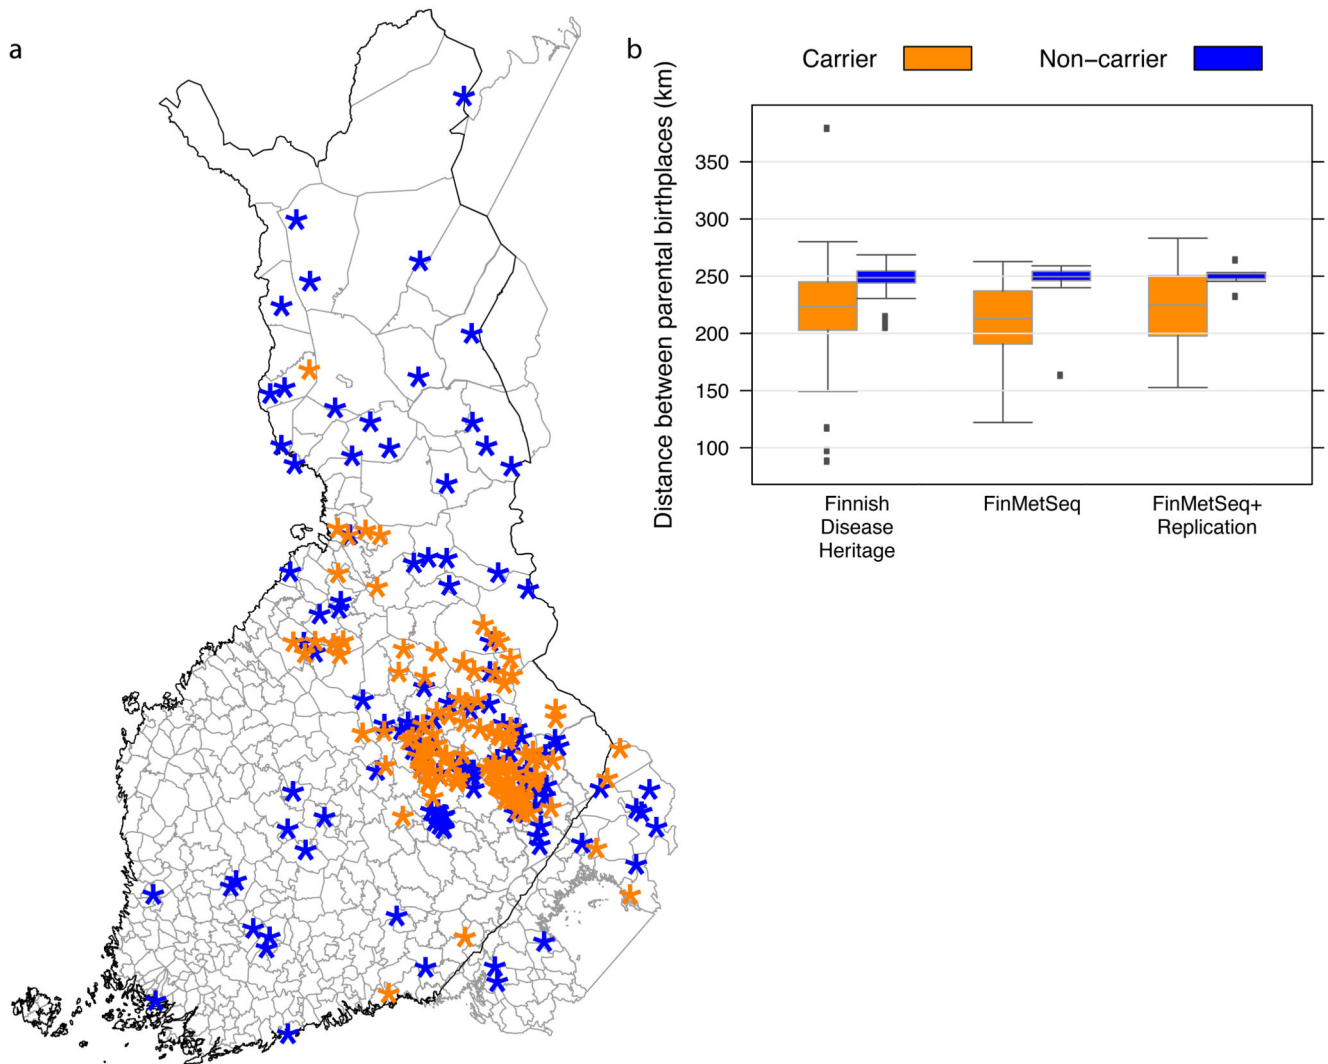 a
b
Carrier
Non−carrier
Distance between parental birthplaces (km)
350
300
250
200
150
100
Finnish
Disease
Heritage
FinMetSeq
FinMetSeq+
Replication